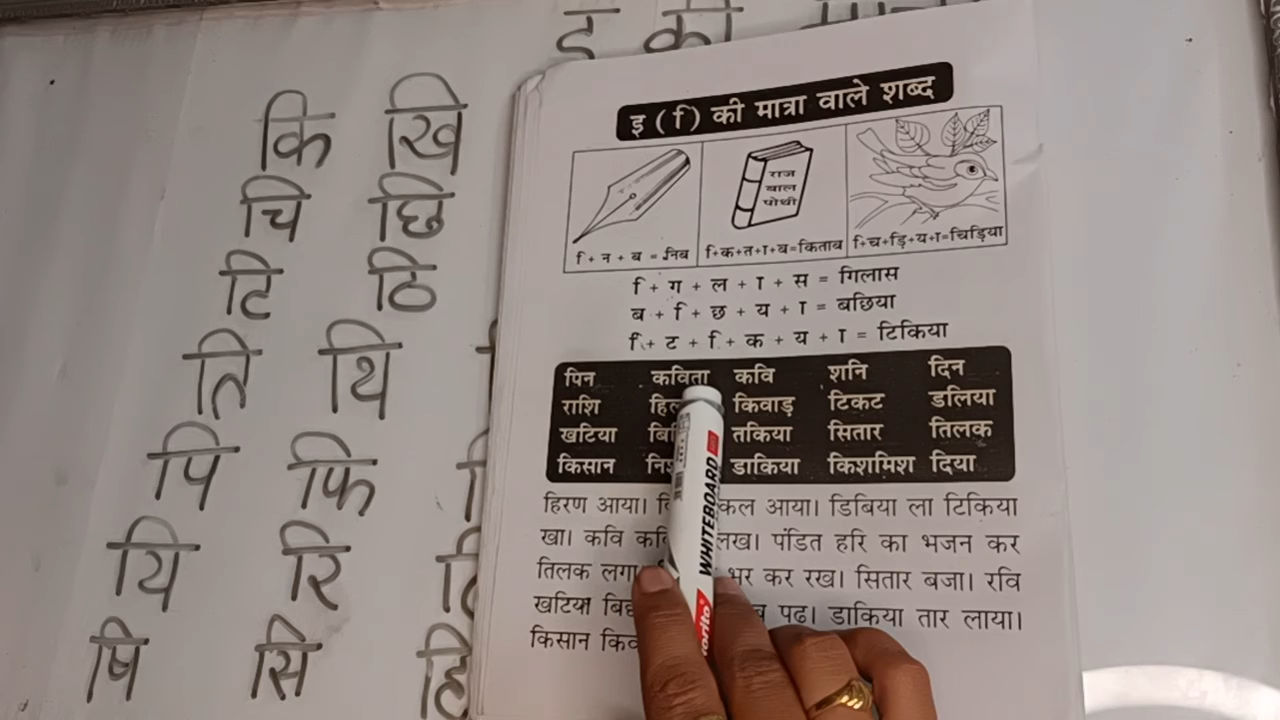 इ की
कि खि
चि छि
टि ठि
ति थि
पि फि
यि रि
षि सि हि
इ ( ि) की मात्रा वाले शब्द
राज
बाल
पोथी
ि + न + ब = निब
ि+क+त+ा+ब=किताब
ि+च+ड़ि+य+ा=चिड़िया
ि + ग + ल + ा + स = गिलास
ब + ि + छ + य + ा = बछिया
ि + ट + ि + क + य + ा = टिकिया
पिन कविता कवि शनि दिन
राशि किवाड़ टिकट डलिया
खटिया तकिया सितार तिलक
किसान डाकिया किशमिश दिया
हिरण आया। आया। डिबिया ला टिकिया
खा। कवि पंडित हरि का भजन कर
तिलक भर कर रख। सितार बजा। रवि
खटिया पढ। डाकिया तार लाया।
किसान
WHITEBOARD